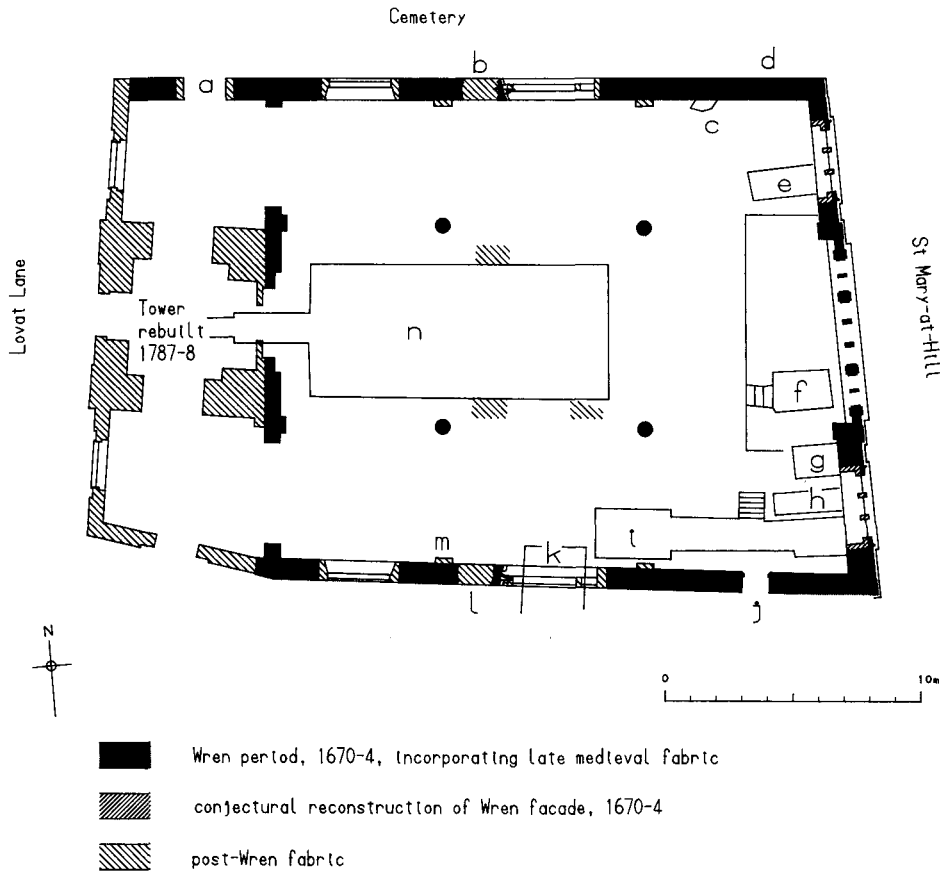 Cemetery
a
b
c
d
e
Lovat Lane
Tower
rebuilt
1787-8
n
St Mary-at-Hill
f
g
h
i
m
k
l
j
N
0
10m
Wren period, 1670-4, incorporating late medieval fabric
conjectural reconstruction of Wren facade, 1670-4
post-Wren fabric